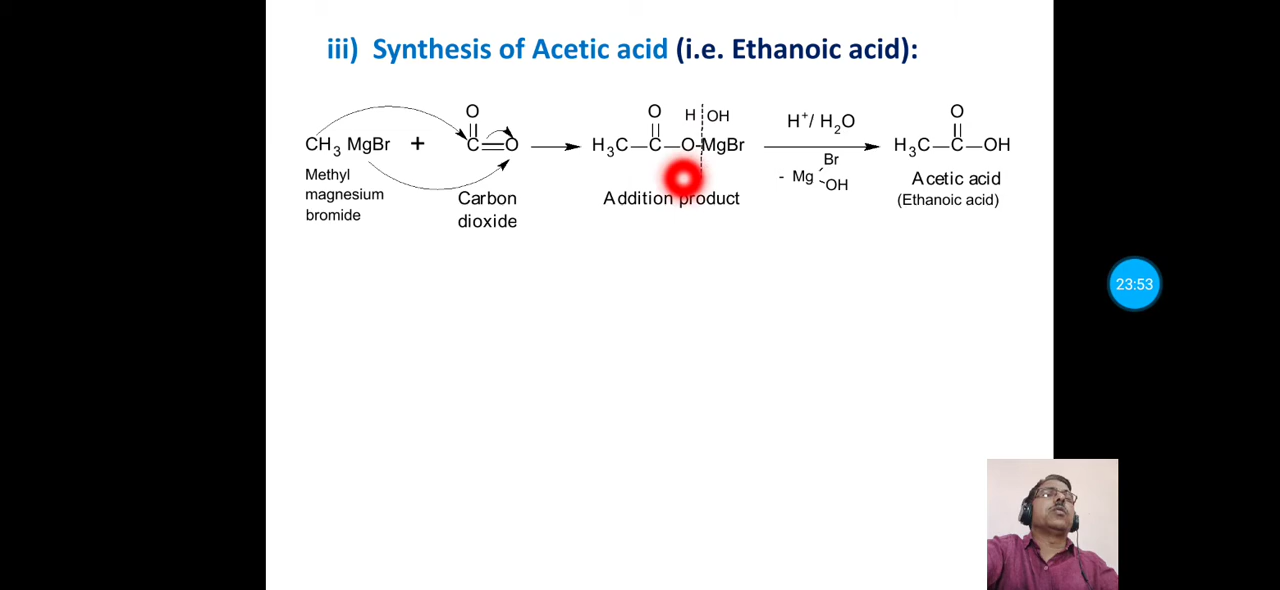 iii) Synthesis of Acetic acid (i.e. Ethanoic acid):
O O H OH H⁺/ H₂O O
CH₃ MgBr + C O H₃C C O MgBr H₃C C OH
- Mg Br OH
Methyl magnesium bromide
Carbon dioxide
Addition product
Acetic acid
(Ethanoic acid)
23:53